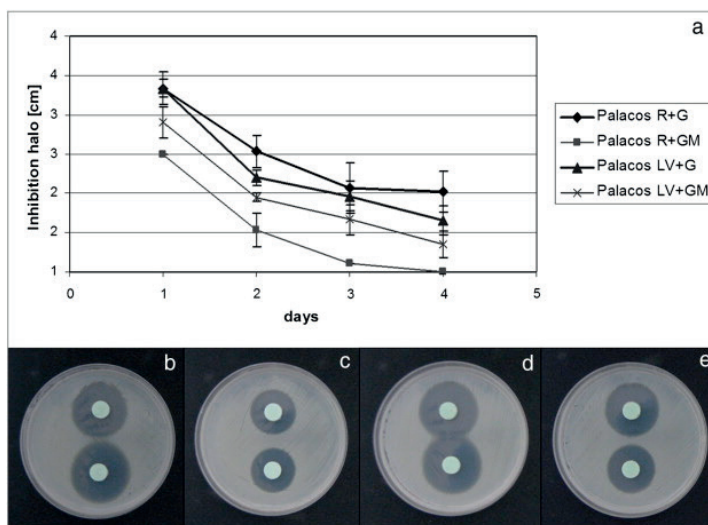 a
4
4
3
3
2
2
1
Inhibition halo [cm]
0 1 2 3 4 5
days
Palacos R+G
Palacos R+GM
Palacos LV+G
Palacos LV+GM
b c d e